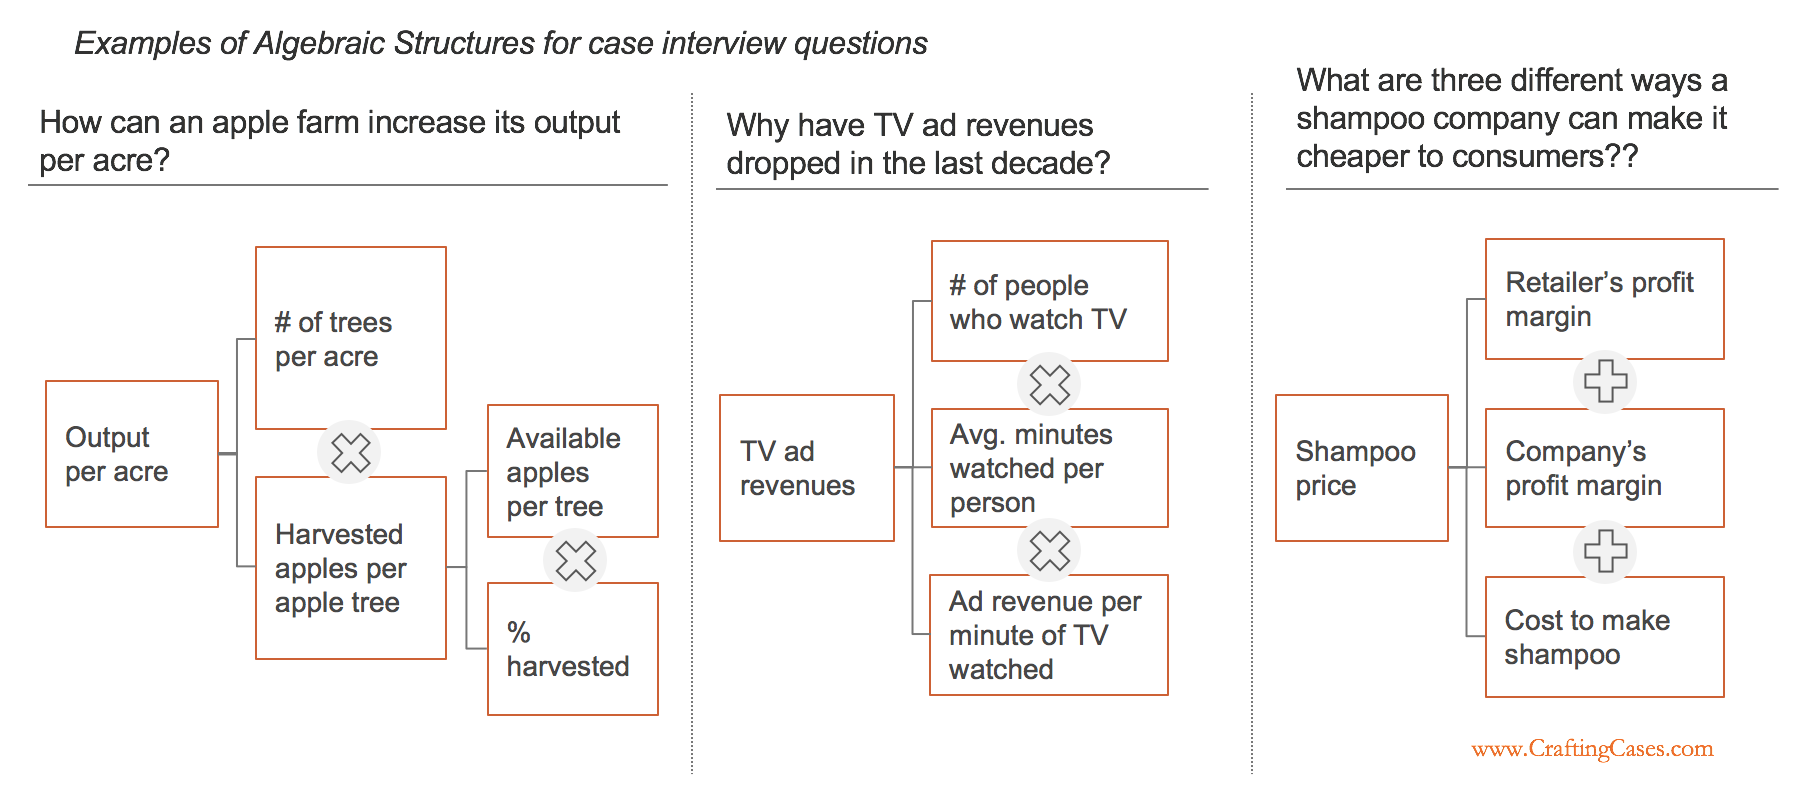 Examples of Algebraic Structures for case interview questions
How can an apple farm increase its output
per acre?
Output
per acre
# of trees
per acre
Harvested
apples per
apple tree
Available
apples
per tree
%
harvested
Why have TV ad revenues
dropped in the last decade?
TV ad
revenues
# of people
who watch TV
Avg. minutes
watched per
person
Ad revenue per
minute of TV
watched
What are three different ways a
shampoo company can make it
cheaper to consumers??
Shampoo
price
Retailer’s profit
margin
Company’s
profit margin
Cost to make
shampoo
www.CraftingCases.com